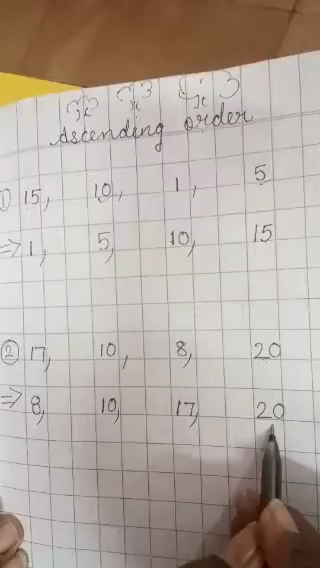 Ascending order
① 15, 10, 1, 5
⇒ 1, 5, 10, 15
② 17, 10, 8, 20
⇒ 8, 10, 17, 20